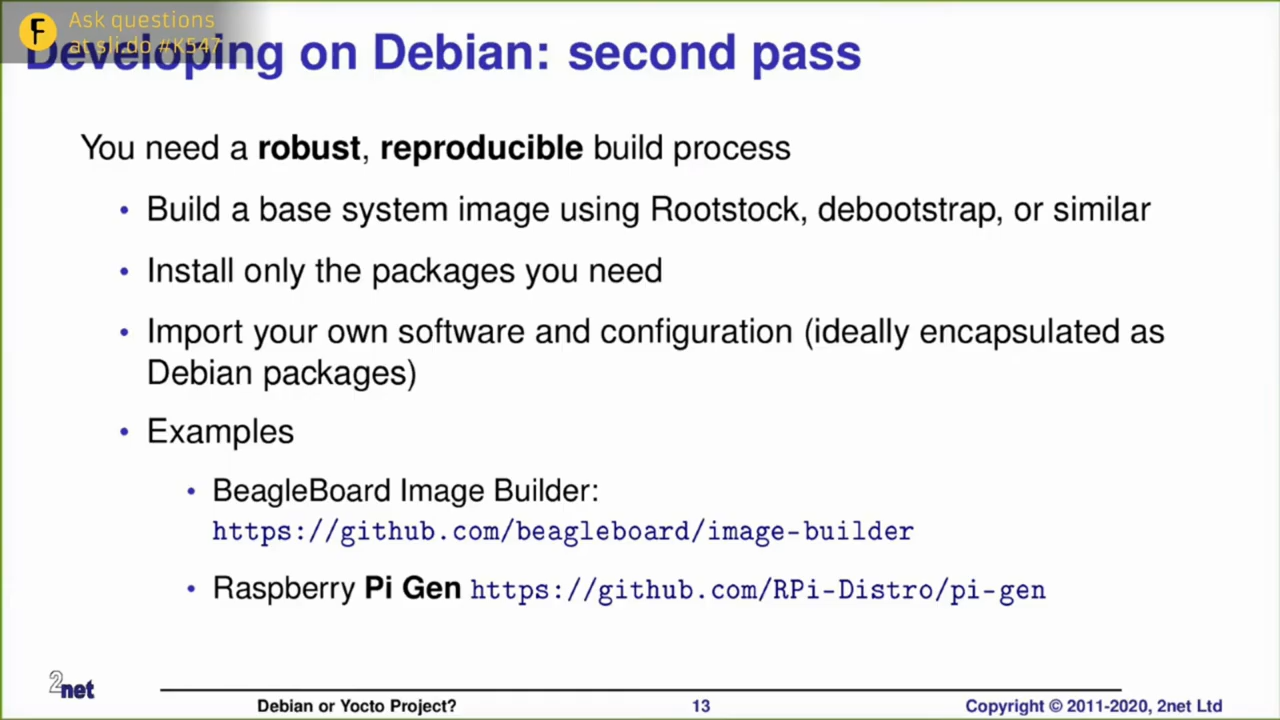 Ask questions
at sli.do #K547
Developing on Debian: second pass
You need a robust, reproducible build process
• Build a base system image using Rootstock, debootstrap, or similar
• Install only the packages you need
• Import your own software and configuration (ideally encapsulated as
Debian packages)
• Examples
• BeagleBoard Image Builder:
https://github.com/beagleboard/image-builder
• Raspberry Pi Gen https://github.com/RPi-Distro/pi-gen
2net
Debian or Yocto Project?
13
Copyright © 2011-2020, 2net Ltd